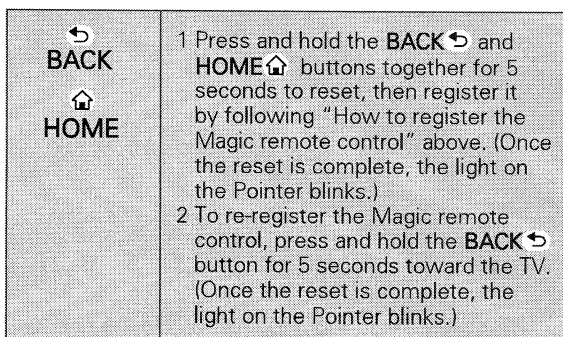 BACK
HOME
1 Press and hold the BACK and
HOME buttons together for 5
seconds to reset, then register it
by following "How to register the
Magic remote control" above. (Once
the reset is complete, the light on
the Pointer blinks.)
2 To re-register the Magic remote
control, press and hold the BACK
button for 5 seconds toward the TV.
(Once the reset is complete, the
light on the Pointer blinks.)